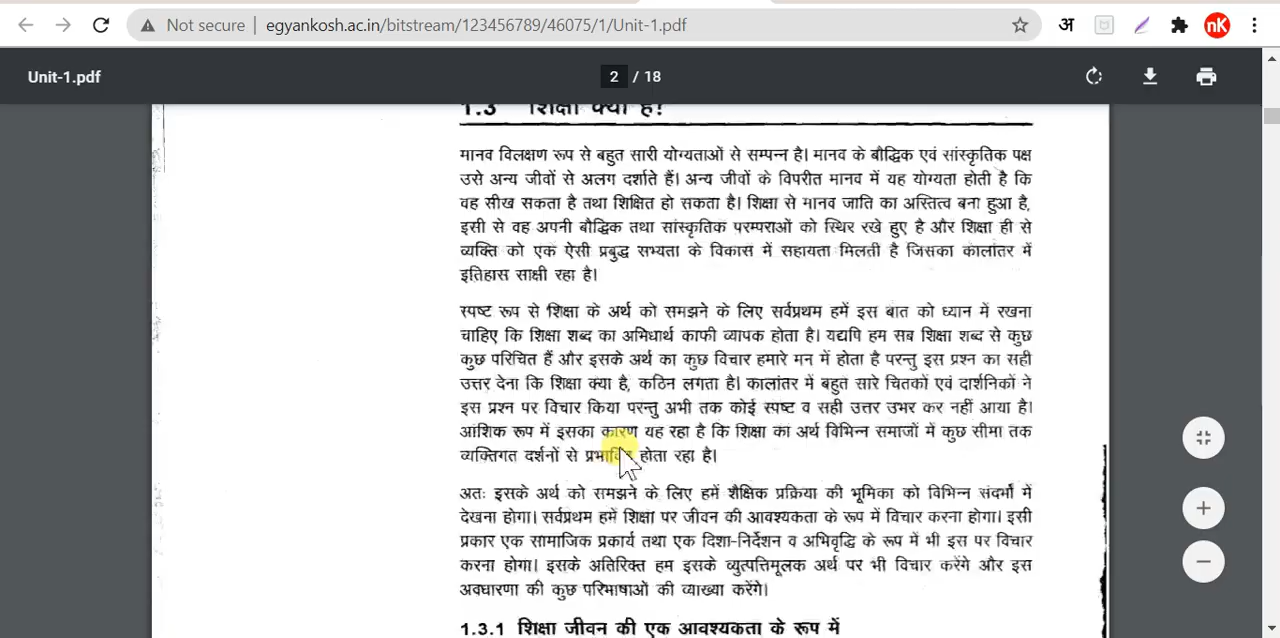 Not secure | egyankosh.ac.in/bitstream/123456789/46075/1/Unit-1.pdf
अ
nK
Unit-1.pdf
2 / 18
1.3 शिक्षा क्या है?
मानव विलक्षण रूप से बहुत सारी योग्यताओं से सम्पन्न है। मानव के बौद्धिक एवं सांस्कृतिक पक्ष
उसे अन्य जीवों से अलग दर्शाते हैं। अन्य जीवों के विपरीत मानव में यह योग्यता होती है कि
वह सीख सकता है तथा शिक्षित हो सकता है। शिक्षा से मानव जाति का अस्तित्व बना हुआ है,
इसी से वह अपनी बौद्धिक तथा सांस्कृतिक परम्पराओं को स्थिर रखे हुए है और शिक्षा ही से
व्यक्ति को एक ऐसी प्रबुद्ध सभ्यता के विकास में सहायता मिलती है जिसका कालांतर में
इतिहास साक्षी रहा है।
स्पष्ट रूप से शिक्षा के अर्थ को समझने के लिए सर्वप्रथम हमें इस बात को ध्यान में रखना
चाहिए कि शिक्षा शब्द का अभिधार्थ काफी व्यापक होता है। यद्यपि हम सब शिक्षा शब्द से कुछ
कुछ परिचित हैं और इसके अर्थ का कुछ विचार हमारे मन में होता है परन्तु इस प्रश्न का सही
उत्तर देना कि शिक्षा क्या है, कठिन लगता है। कालांतर में बहुत सारे चितकों एवं दार्शनिकों ने
इस प्रश्न पर विचार किया परन्तु अभी तक कोई स्पष्ट व सही उत्तर उभर कर नहीं आया है।
आंशिक रूप में इसका कारण यह रहा है कि शिक्षा का अर्थ विभिन्न समाजों में कुछ सीमा तक
व्यक्तिगत दर्शनों से प्रभावित होता रहा है।
अतः इसके अर्थ को समझने के लिए हमें शैक्षिक प्रक्रिया की भूमिका को विभिन्न संदर्भों में
देखना होगा। सर्वप्रथम हमें शिक्षा पर जीवन की आवश्यकता के रूप में विचार करना होगा। इसी
प्रकार एक सामाजिक प्रकार्य तथा एक दिशा-निर्देशन व अभिवृद्धि के रूप में भी इस पर विचार
करना होगा। इसके अतिरिक्त हम इसके व्युत्पत्तिमूलक अर्थ पर भी विचार करेंगे और इस
अवधारणा की कुछ परिभाषाओं की व्याख्या करेंगे।
1.3.1 शिक्षा जीवन की एक आवश्यकता के रूप में